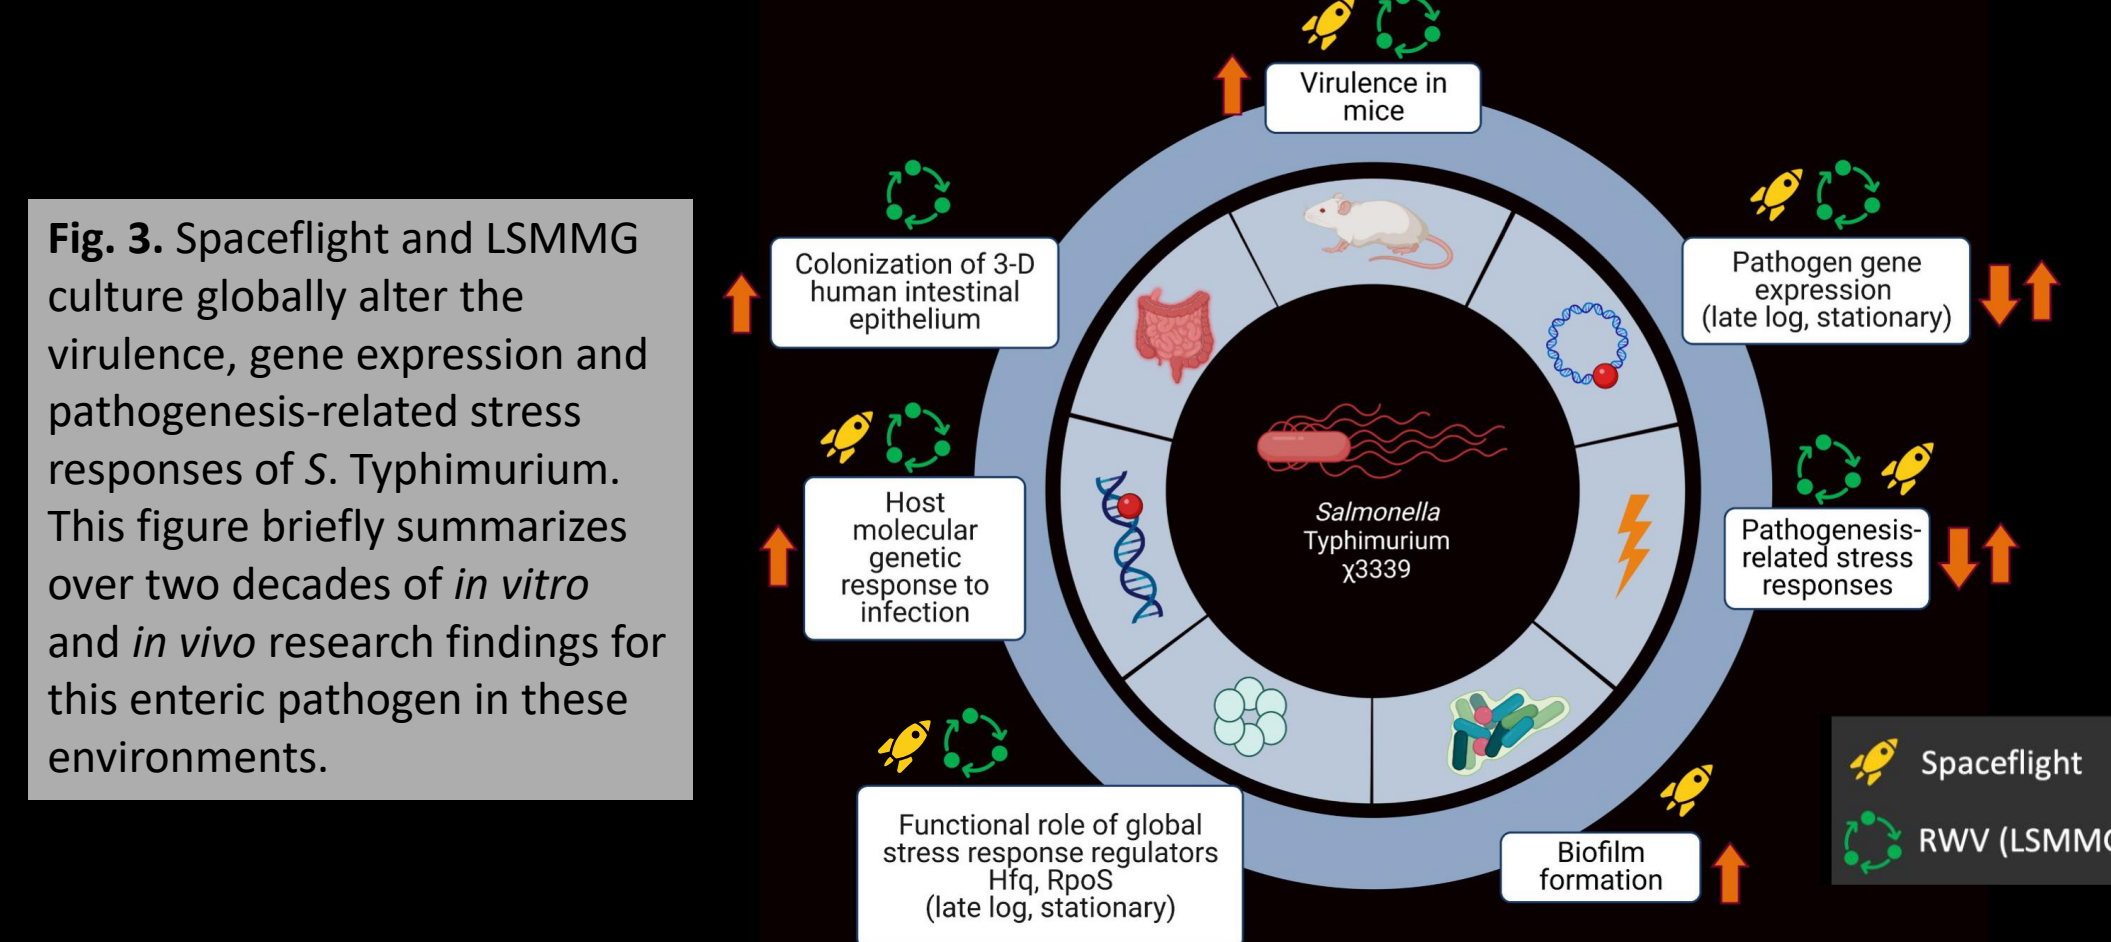 Fig. 3. Spaceflight and LSMMG
culture globally alter the
virulence, gene expression and
pathogenesis-related stress
responses of S. Typhimurium.
This figure briefly summarizes
over two decades of in vitro
and in vivo research findings for
this enteric pathogen in these
environments.
Virulence in
mice
Colonization of 3-D
human intestinal
epithelium
Pathogen gene
expression
(late log, stationary)
Host
molecular
genetic
response to
infection
Salmonella
Typhimurium
χ3339
Pathogenesis-
related stress
responses
Functional role of global
stress response regulators
Hfq, RpoS
(late log, stationary)
Biofilm
formation
Spaceflight
RWV (LSMMG